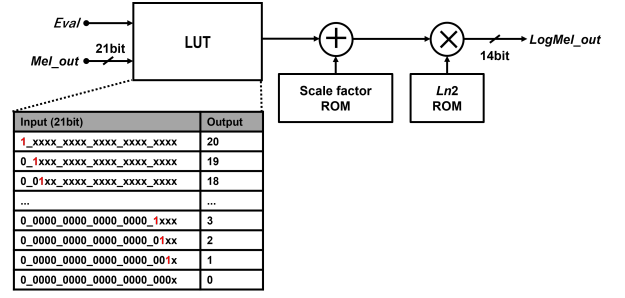 Eval
LUT
21bit
Mel_out
14bit
LogMel_out
Scale factor
ROM
Ln2
ROM
Input (21bit) Output
1_xxxx_xxxx_xxxx_xxxx_xxxx 20
0_1xxx_xxxx_xxxx_xxxx_xxxx 19
0_01xx_xxxx_xxxx_xxxx_xxxx 18
... ...
0_0000_0000_0000_0000_1xxx 3
0_0000_0000_0000_0000_01xx 2
0_0000_0000_0000_0000_001x 1
0_0000_0000_0000_0000_000x 0